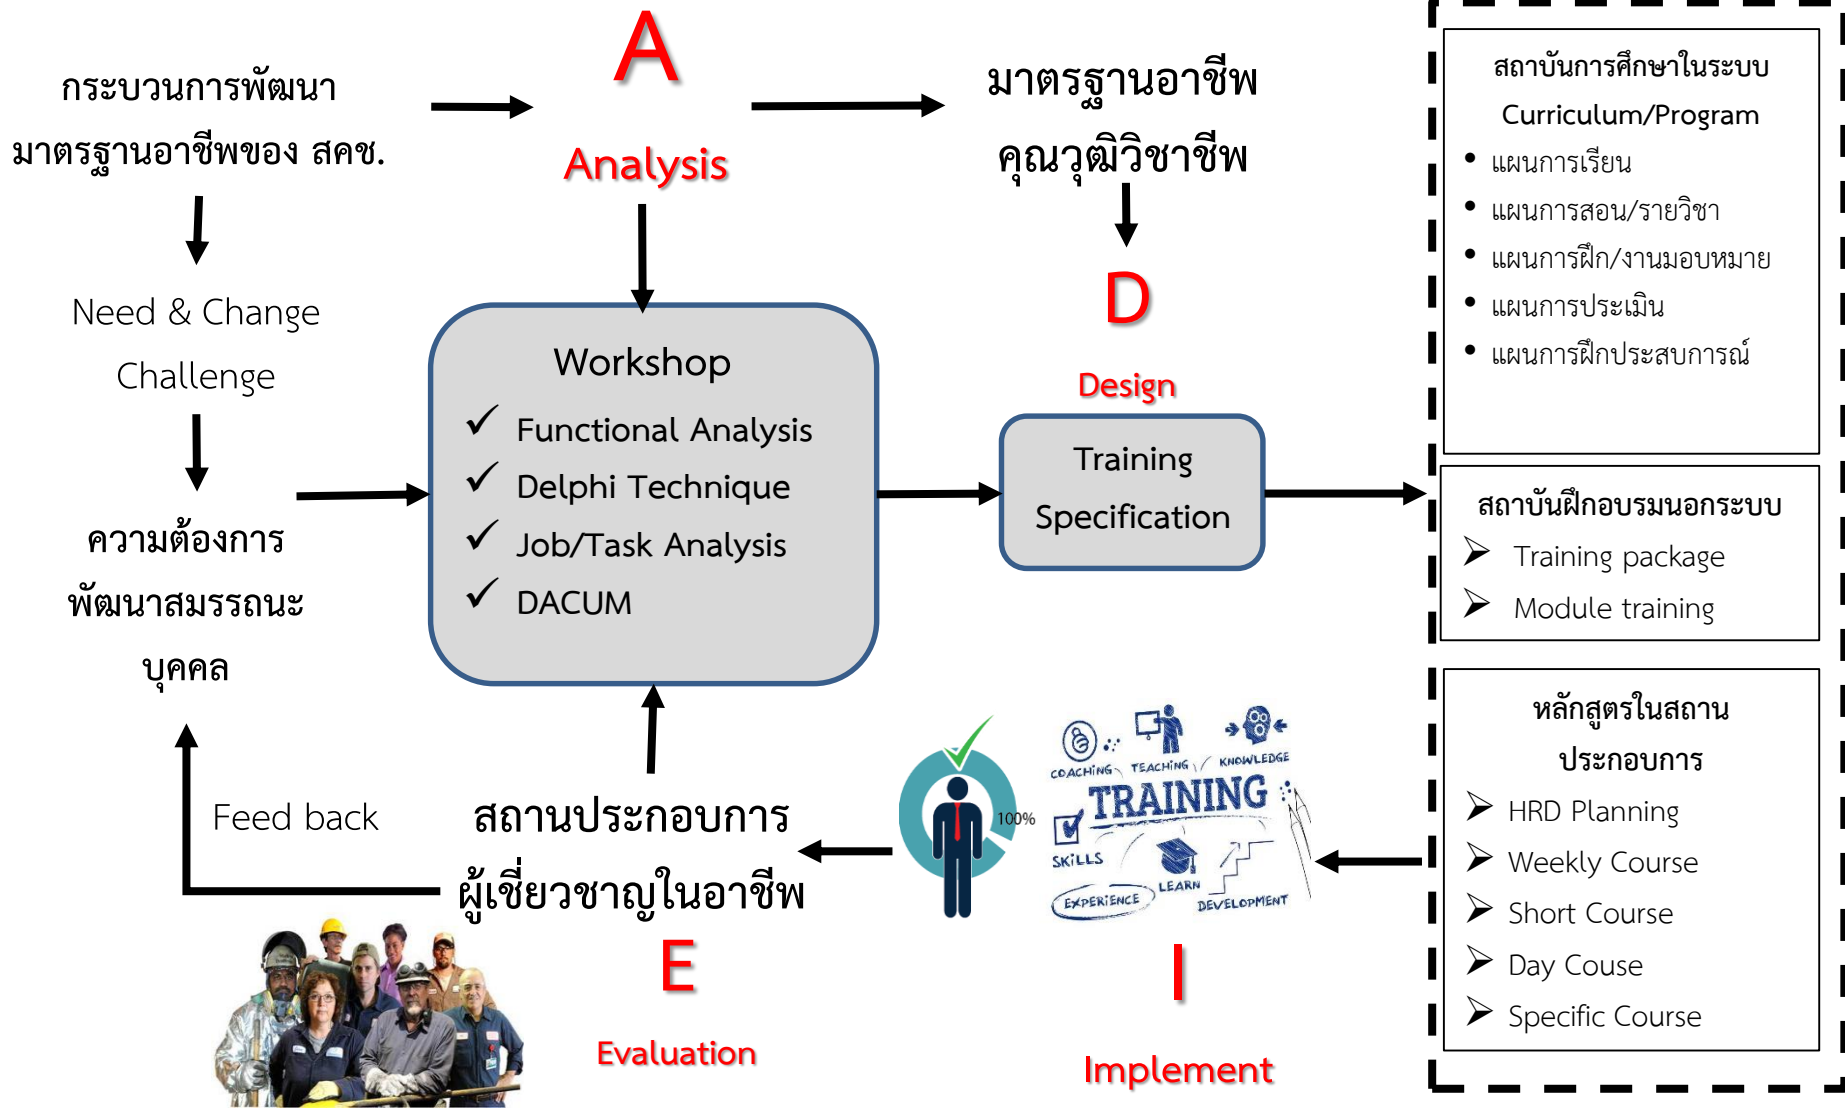 กระบวนการพัฒนา
มาตรฐานอาชีพของ สคช.
A
Analysis
มาตรฐานอาชีพ
คุณวุฒิวิชาชีพ
Need & Change
Challenge
ความต้องการ
พัฒนาสมรรถนะ
บุคคล
Workshop
✓ Functional Analysis
✓ Delphi Technique
✓ Job/Task Analysis
✓ DACUM
D
Design
Training
Specification
สถาบันการศึกษาในระบบ
Curriculum/Program
• แผนการเรียน
• แผนการสอน/รายวิชา
• แผนการฝึก/งานมอบหมาย
• แผนการประเมิน
• แผนการฝึกประสบการณ์
สถาบันฝึกอบรมนอกระบบ
➢ Training package
➢ Module training
หลักสูตรในสถาน
ประกอบการ
➢ HRD Planning
➢ Weekly Course
➢ Short Course
➢ Day Couse
➢ Specific Course
COACHING
TEACHING
KNOWLEDGE
TRAINING
SKILLS
LEARN
EXPERIENCE
DEVELOPMENT
100%
I
Implement
สถานประกอบการ
ผู้เชี่ยวชาญในอาชีพ
E
Evaluation
Feed back